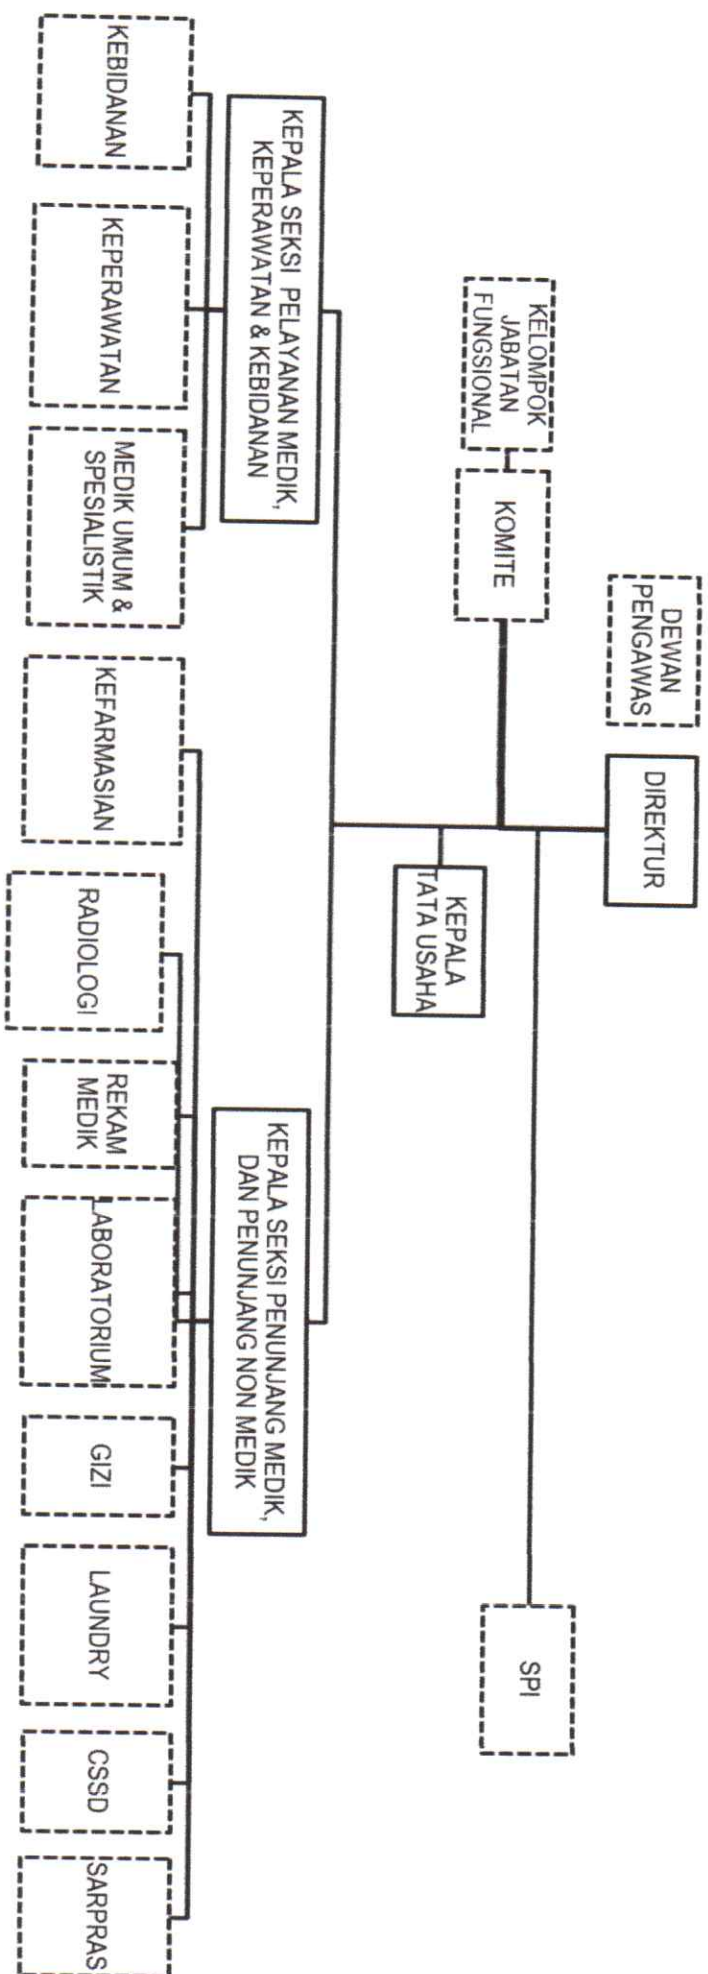 DEWAN
PENGAWAS
DIREKTUR
KELOMPOK
JABATAN
FUNGSIONAL
KOMITE
SPI
KEPALA
TATA USAHA
KEPALA SEKSI PELAYANAN MEDIK,
KEPERAWATAN & KEBIDANAN
KEPALA SEKSI PENUNJANG MEDIK,
DAN PENUNJANG NON MEDIK
KEBIDANAN
KEPERAWATAN
MEDIK UMUM &
SPESIALISTIK
KEFARMASIAN
RADIOLOGI
REKAM
MEDIK
LABORATORIUM
GIZI
LAUNDRY
CSSD
SARPRAS